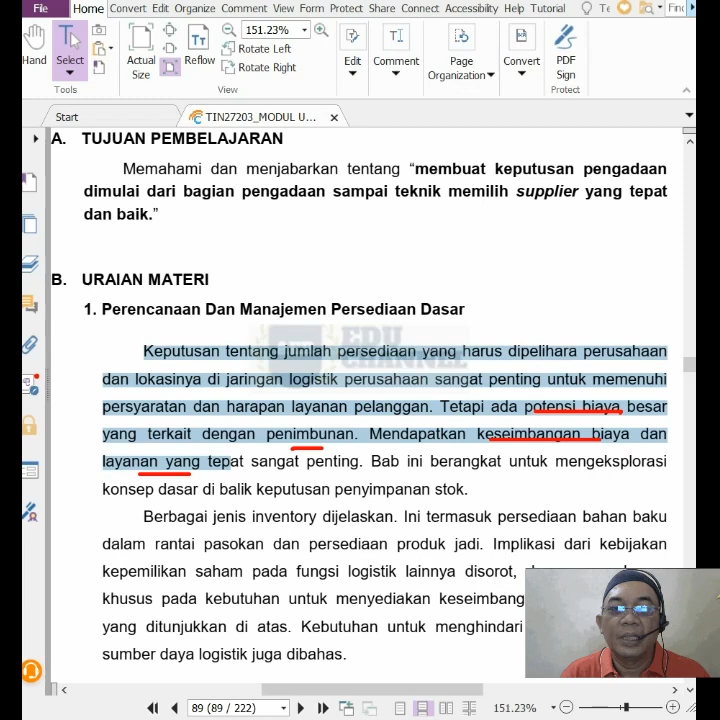 File Home Convert Edit Organize Comment View Form Protect Share Connect Accessibility Help Tutorial
Hand
Select
Tools
Actual Size
Reflow
151.23%
Rotate Left
Rotate Right
View
Edit
Comment
Page Organization
Convert
PDF Sign
Protect
Start
TIN27203_MODUL U...
A. TUJUAN PEMBELAJARAN
Memahami dan menjabarkan tentang “membuat keputusan pengadaan
dimulai dari bagian pengadaan sampai teknik memilih supplier yang tepat
dan baik.”
B. URAIAN MATERI
1. Perencanaan Dan Manajemen Persediaan Dasar
EDU
CHANNEL
Keputusan tentang jumlah persediaan yang harus dipelihara perusahaan
dan lokasinya di jaringan logistik perusahaan sangat penting untuk memenuhi
persyaratan dan harapan layanan pelanggan. Tetapi ada potensi biaya besar
yang terkait dengan penimbunan. Mendapatkan keseimbangan biaya dan
layanan yang tepat sangat penting. Bab ini berangkat untuk mengeksplorasi
konsep dasar di balik keputusan penyimpanan stok.
Berbagai jenis inventory dijelaskan. Ini termasuk persediaan bahan baku
dalam rantai pasokan dan persediaan produk jadi. Implikasi dari kebijakan
kepemilikan saham pada fungsi logistik lainnya disorot,
khusus pada kebutuhan untuk menyediakan keseimbang
yang ditunjukkan di atas. Kebutuhan untuk menghindari
sumber daya logistik juga dibahas.
89 (89 / 222)
151.23%